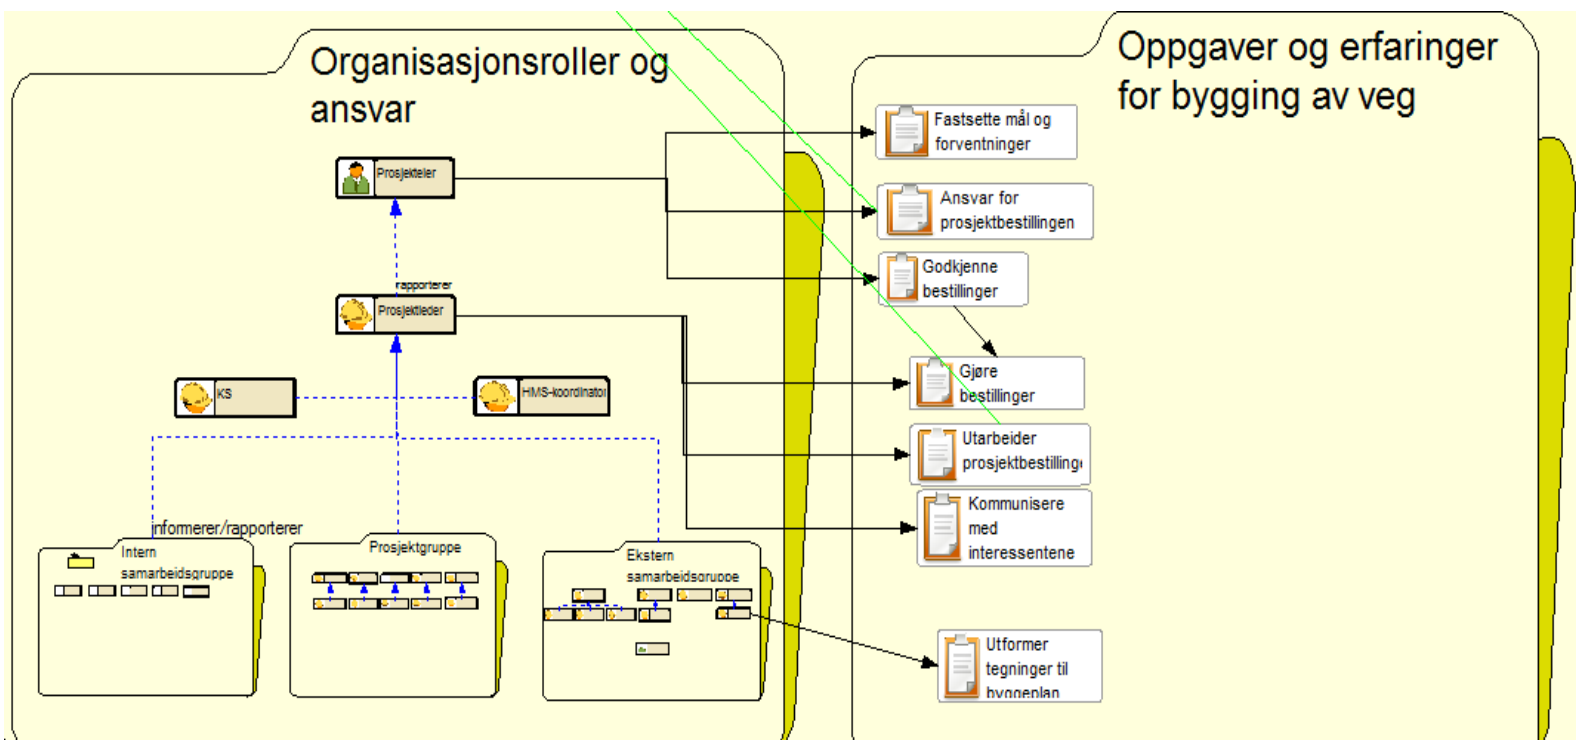 Organisasjonsroller og
ansvar
Prosjekteier
rapporterer
Prosjektleder
KS
HMS-koordinator
informerer/rapporterer
Intern
samarbeidsgruppe
Prosjektgruppe
Ekstern
samarbeidsgruppe
Oppgaver og erfaringer
for bygging av veg
Fastsette mål og
forventninger
Ansvar for
prosjektbestillingen
Godkjenne
bestillinger
Gjøre
bestillinger
Utarbeider
prosjektbestillinge
Kommunisere
med
interessentene
Utformer
tegninger til
byggeplan